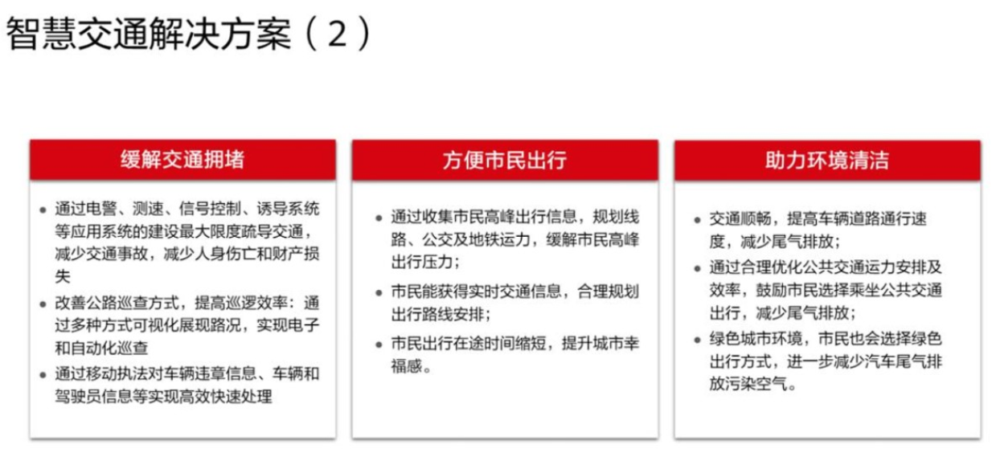 智慧交通解决方案（2）
缓解交通拥堵
• 通过电警、测速、信号控制、诱导系统
等应用系统的建设最大限度疏导交通，
减少交通事故，减少人身伤亡和财产损
失
• 改善公路巡查方式，提高巡逻效率：通
过多种方式可视化展现路况，实现电子
和自动化巡查
• 通过移动执法对车辆违章信息、车辆和
驾驶员信息等实现高效快速处理
方便市民出行
• 通过收集市民高峰出行信息，规划线
路、公交及地铁运力，缓解市民高峰
出行压力；
• 市民能获得实时交通信息，合理规划
出行路线安排；
• 市民出行在途时间缩短，提升城市幸
福感。
助力环境清洁
• 交通顺畅，提高车辆道路通行速
度，减少尾气排放；
• 通过合理优化公共交通运力安排及
效率，鼓励市民选择乘坐公共交通
出行，减少尾气排放；
• 绿色城市环境，市民也会选择绿色
出行方式，进一步减少汽车尾气排
放污染空气。